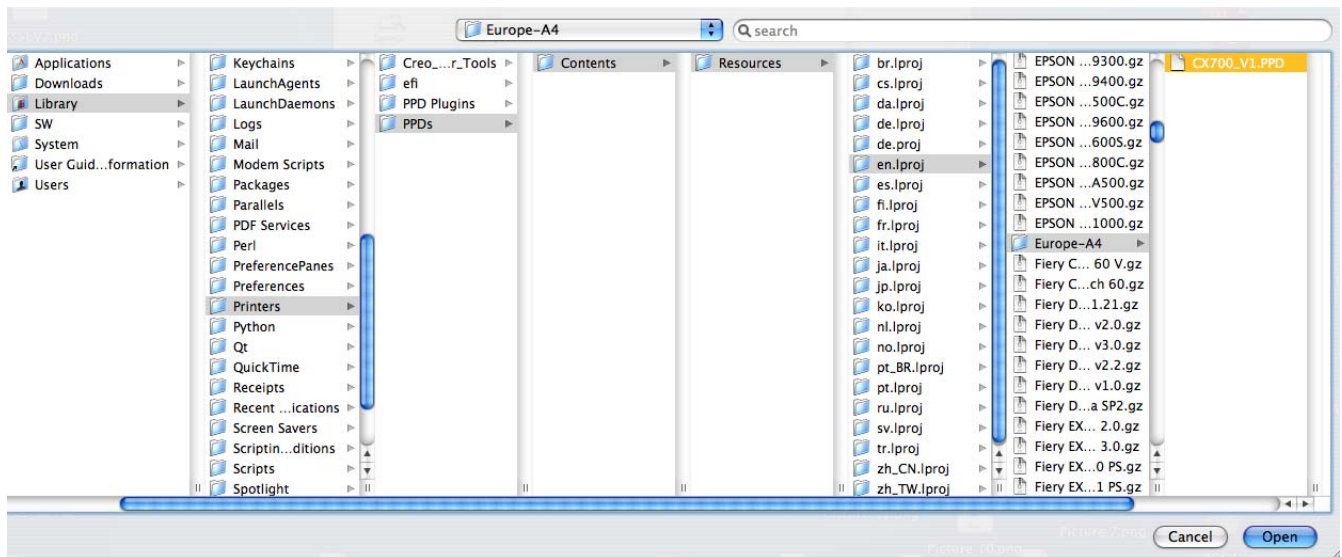 Europe-A4
search
Applications
Downloads
Library
SW
System
User Guid...formation
Users
Keychains
LaunchAgents
LaunchDaemons
Logs
Mail
Modem Scripts
Packages
Parallels
PDF Services
Perl
PreferencePanes
Preferences
Printers
Python
Qt
QuickTime
Receipts
Recent ...ications
Screen Savers
Scriptin...ditions
Scripts
Spotlight
Creo_...r_Tools
efi
PPD Plugins
PPDs
Contents
Resources
br.lproj
cs.lproj
da.lproj
de.lproj
de.proj
en.lproj
es.lproj
fi.lproj
fr.lproj
it.lproj
ja.lproj
jp.lproj
ko.lproj
nl.lproj
no.lproj
pt_BR.lproj
pt.lproj
ru.lproj
sv.lproj
tr.lproj
zh_CN.lproj
zh_TW.lproj
EPSON ...9300.gz
EPSON ...9400.gz
EPSON ...500C.gz
EPSON ...9600.gz
EPSON ...600S.gz
EPSON ...800C.gz
EPSON ...A500.gz
EPSON ...V500.gz
EPSON ...1000.gz
Europe-A4
Fiery C... 60 V.gz
Fiery C...ch 60.gz
Fiery D...1.21.gz
Fiery D... v2.0.gz
Fiery D... v3.0.gz
Fiery D... v2.2.gz
Fiery D... v1.0.gz
Fiery D...a SP2.gz
Fiery EX... 2.0.gz
Fiery EX... 3.0.gz
Fiery EX...0 PS.gz
Fiery EX...1 PS.gz
CX700_V1.PPD
Cancel
Open